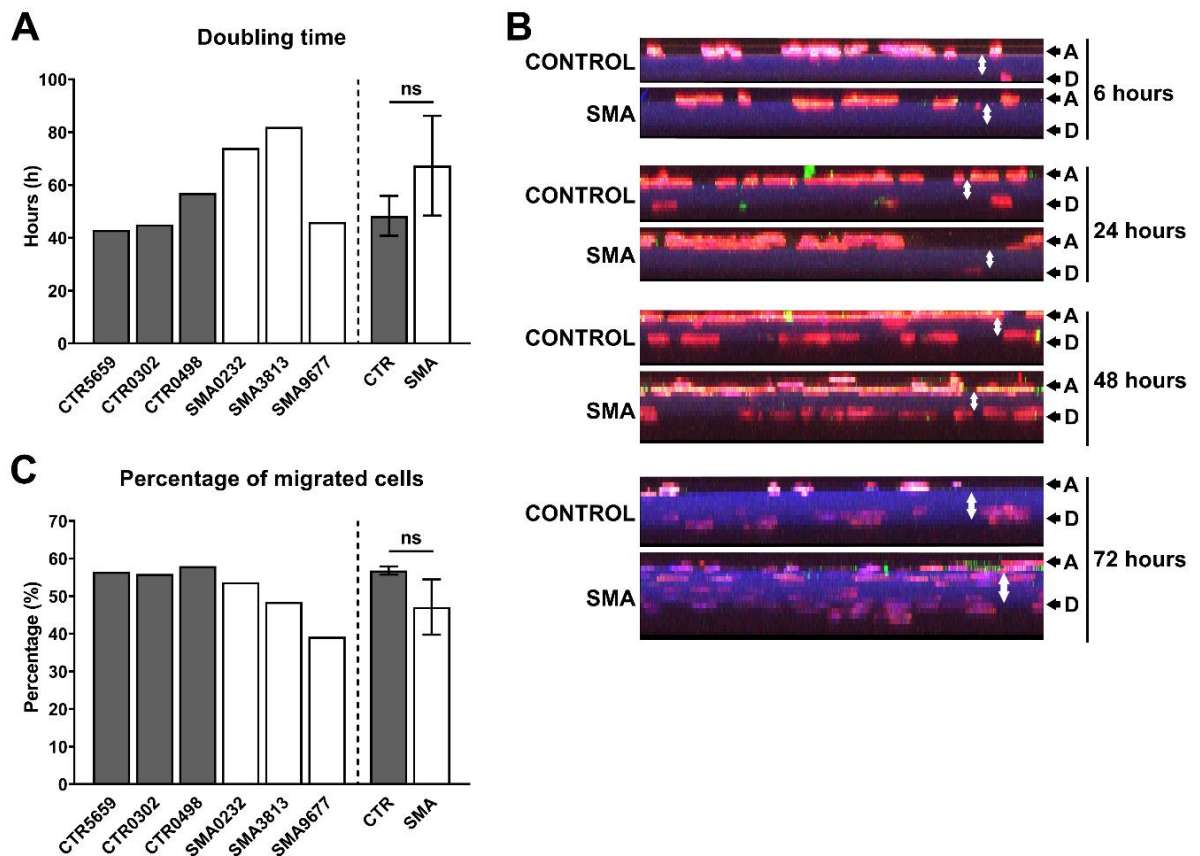 A
Doubling time
Hours (h)
100
80
60
40
20
0
ns
CTR5659
CTR0302
CTR0498
SMA0232
SMA3813
SMA9677
CTR
SMA
B
CONTROL
A
D
SMA
A
D
6 hours
CONTROL
A
D
SMA
A
D
24 hours
CONTROL
A
D
SMA
A
D
48 hours
CONTROL
A
D
SMA
A
D
72 hours
C
Percentage of migrated cells
Percentage (%)
70
60
50
40
30
20
10
0
ns
CTR5659
CTR0302
CTR0498
SMA0232
SMA3813
SMA9677
CTR
SMA